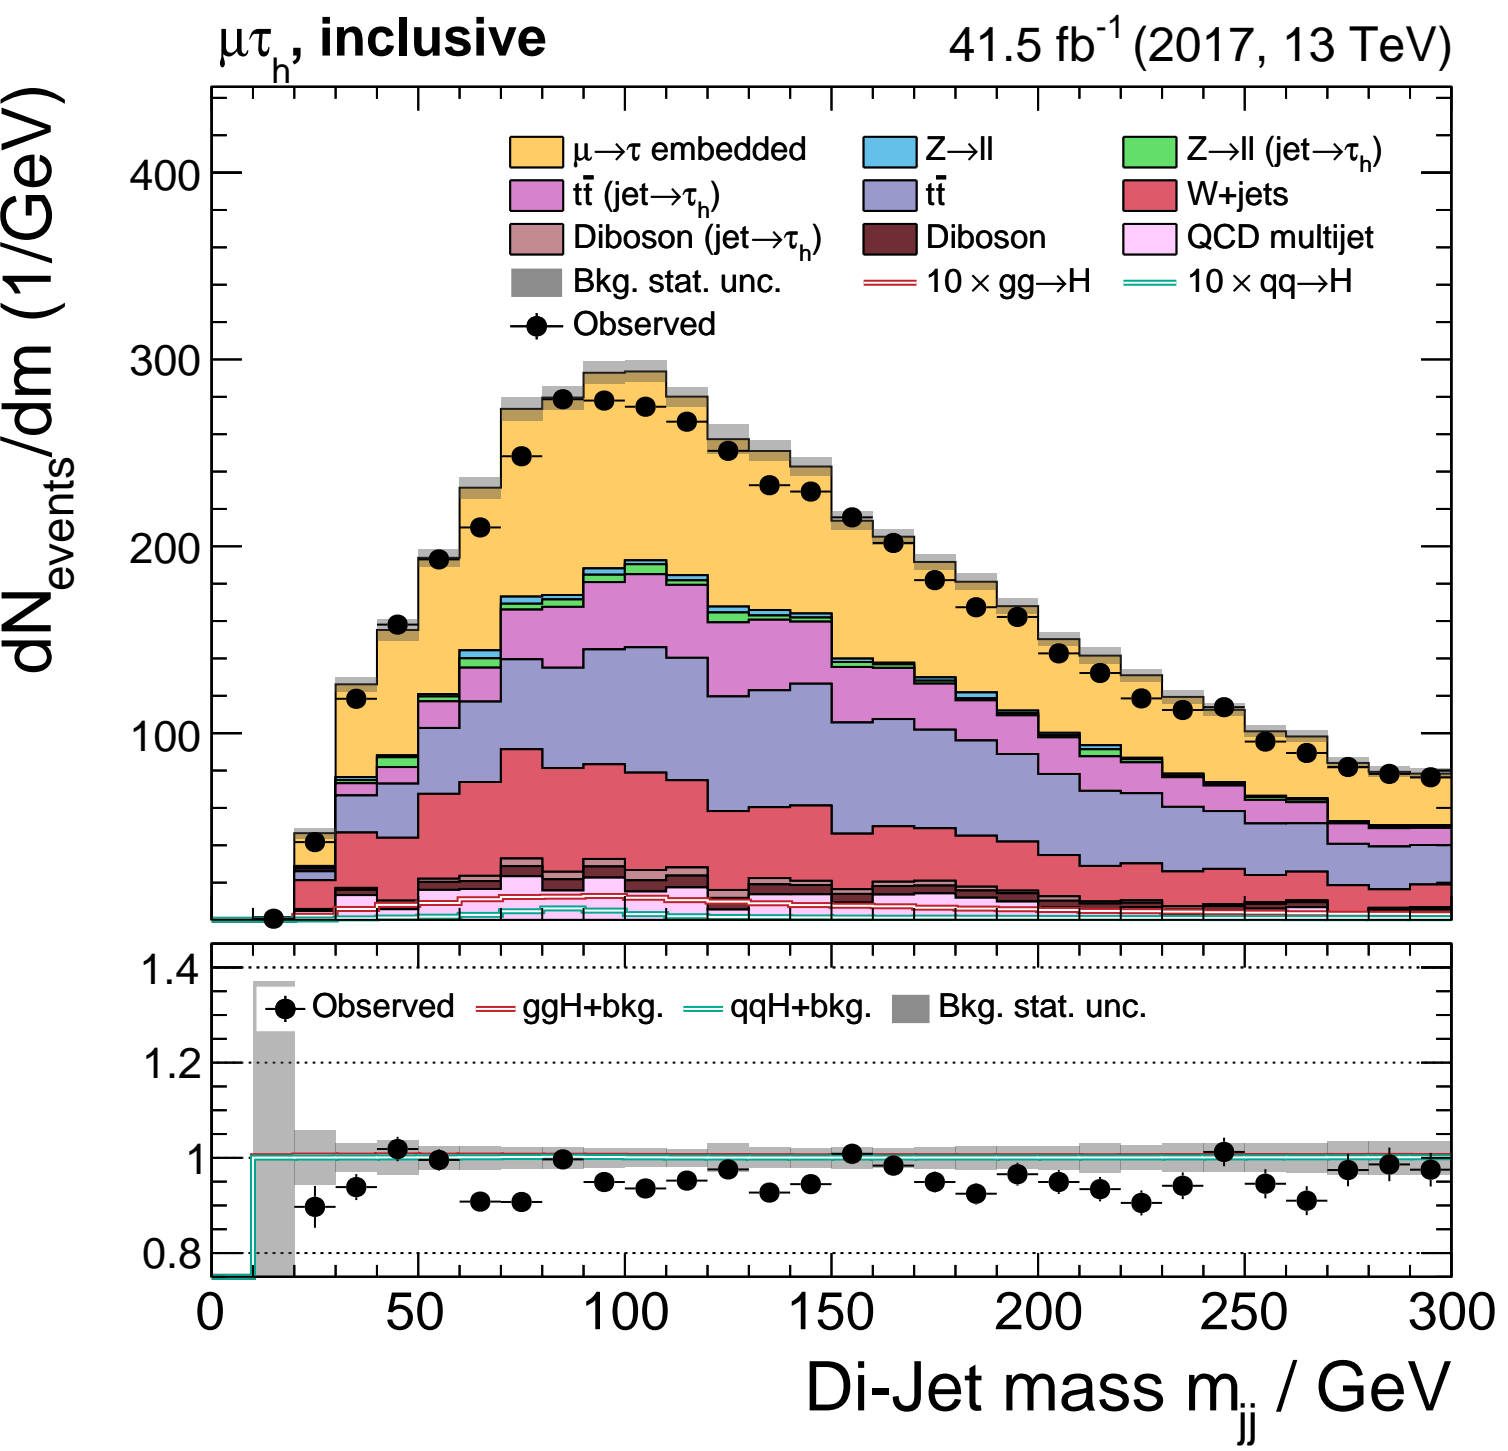 μτh, inclusive
41.5 fb-1 (2017, 13 TeV)
dNevents/dm (1/GeV)
400
300
200
100
μ→τ embedded
Z→ll
Z→ll (jet→τh)
tt̄ (jet→τh)
tt̄
W+jets
Diboson (jet→τh)
Diboson
QCD multijet
Bkg. stat. unc.
10 × gg→H
10 × qq→H
Observed
1.4
1.2
1
0.8
Observed
ggH+bkg.
qqH+bkg.
Bkg. stat. unc.
0
50
100
150
200
250
300
Di-Jet mass mjj / GeV